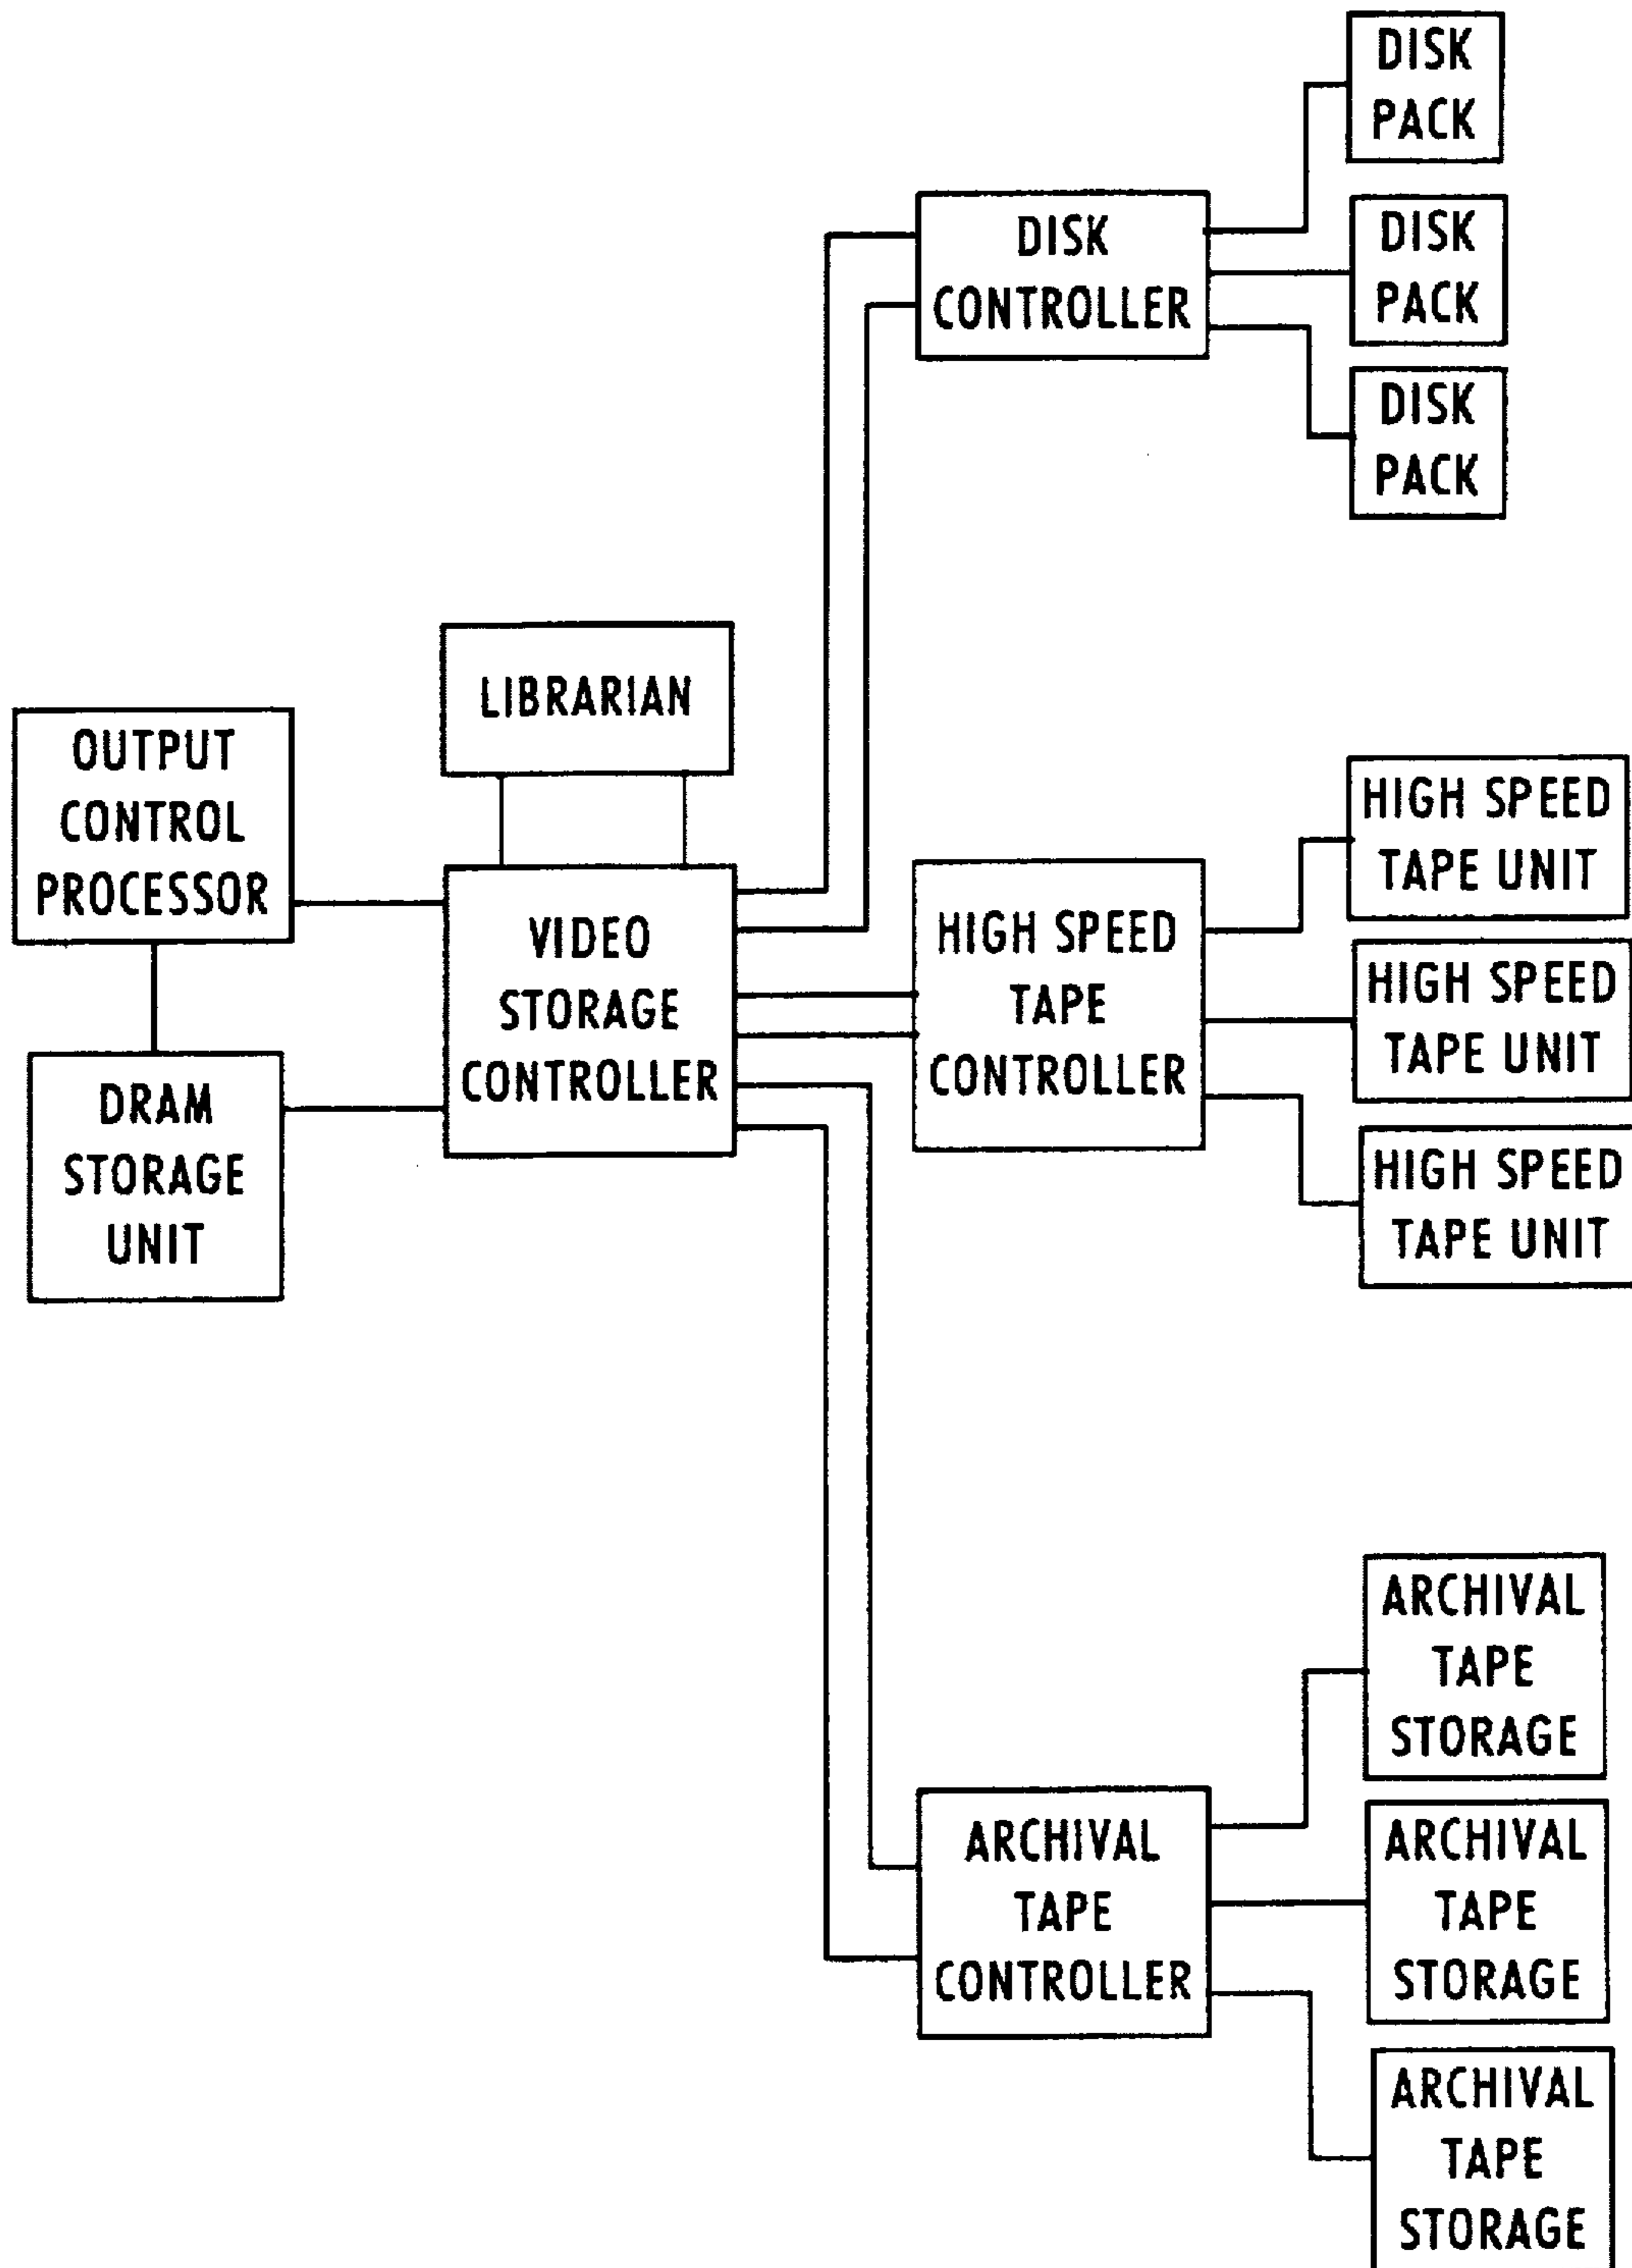 DISK
PACK
DISK
PACK
DISK
PACK
DISK
CONTROLLER
LIBRARIAN
OUTPUT
CONTROL
PROCESSOR
VIDEO
STORAGE
CONTROLLER
DRAM
STORAGE
UNIT
HIGH SPEED
TAPE
CONTROLLER
HIGH SPEED
TAPE UNIT
HIGH SPEED
TAPE UNIT
HIGH SPEED
TAPE UNIT
ARCHIVAL
TAPE
CONTROLLER
ARCHIVAL
TAPE
STORAGE
ARCHIVAL
TAPE
STORAGE
ARCHIVAL
TAPE
STORAGE